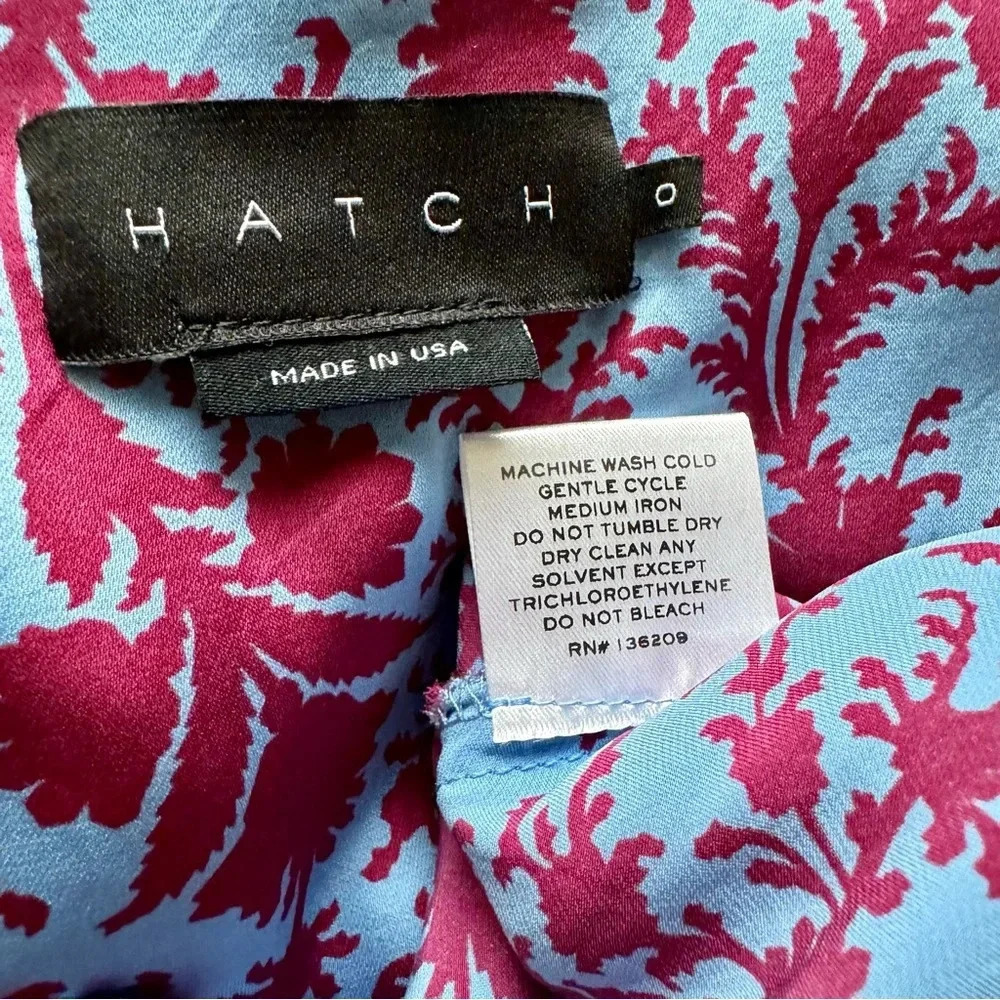 HATCH
0
MADE IN USA
MACHINE WASH COLD
GENTLE CYCLE
MEDIUM IRON
DO NOT TUMBLE DRY
DRY CLEAN ANY
SOLVENT EXCEPT
TRICHLOROETHYLENE
DO NOT BLEACH
RN# 136209